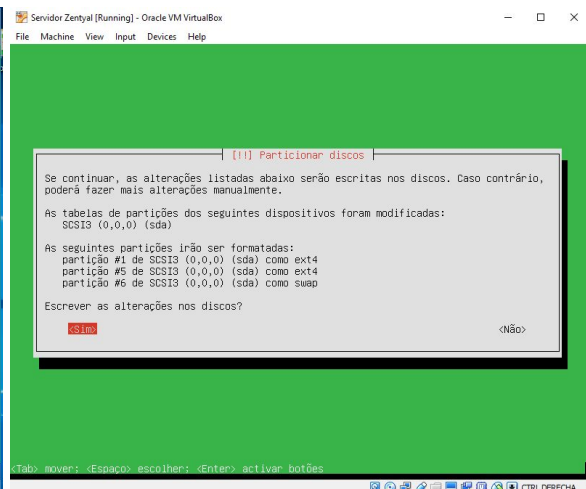 Servidor Zentyal [Running] - Oracle VM VirtualBox
File Machine View Input Devices Help
[!!] Particionar discos
Se continuar, as alterações listadas abaixo serão escritas nos discos. Caso contrário,
poderá fazer mais alterações manualmente.
As tabelas de partições dos seguintes dispositivos foram modificadas:
SCSI3 (0,0,0) (sda)
As seguintes partições irão ser formatadas:
partição #1 de SCSI3 (0,0,0) (sda) como ext4
partição #5 de SCSI3 (0,0,0) (sda) como ext4
partição #6 de SCSI3 (0,0,0) (sda) como swap
Escrever as alterações nos discos?
<Sim> <Não>
<Tab> mover; <Espaço> escolher; <Enter> activar botões
CTRL DERECHA